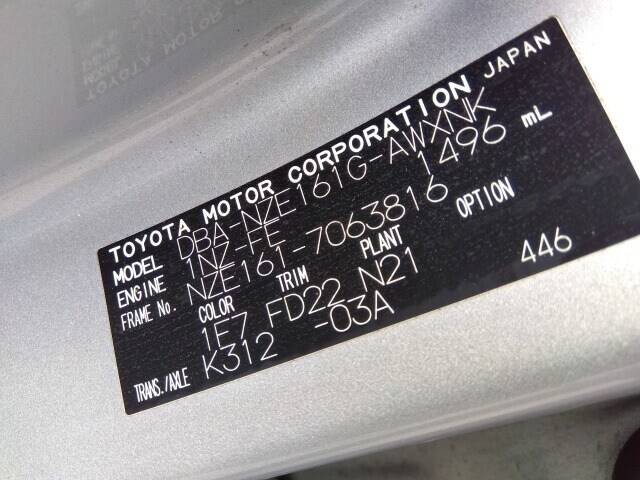 TOYOTA MOTOR CORPORATION JAPAN
MODEL DBA-NZE161G-AWXNK
ENGINE 1NZ-FE 1496 mL
FRAME No. NZE161-7063816
COLOR TRIM PLANT OPTION
1F7 FD22 N21 446
TRANS./AXLE K312 -03A